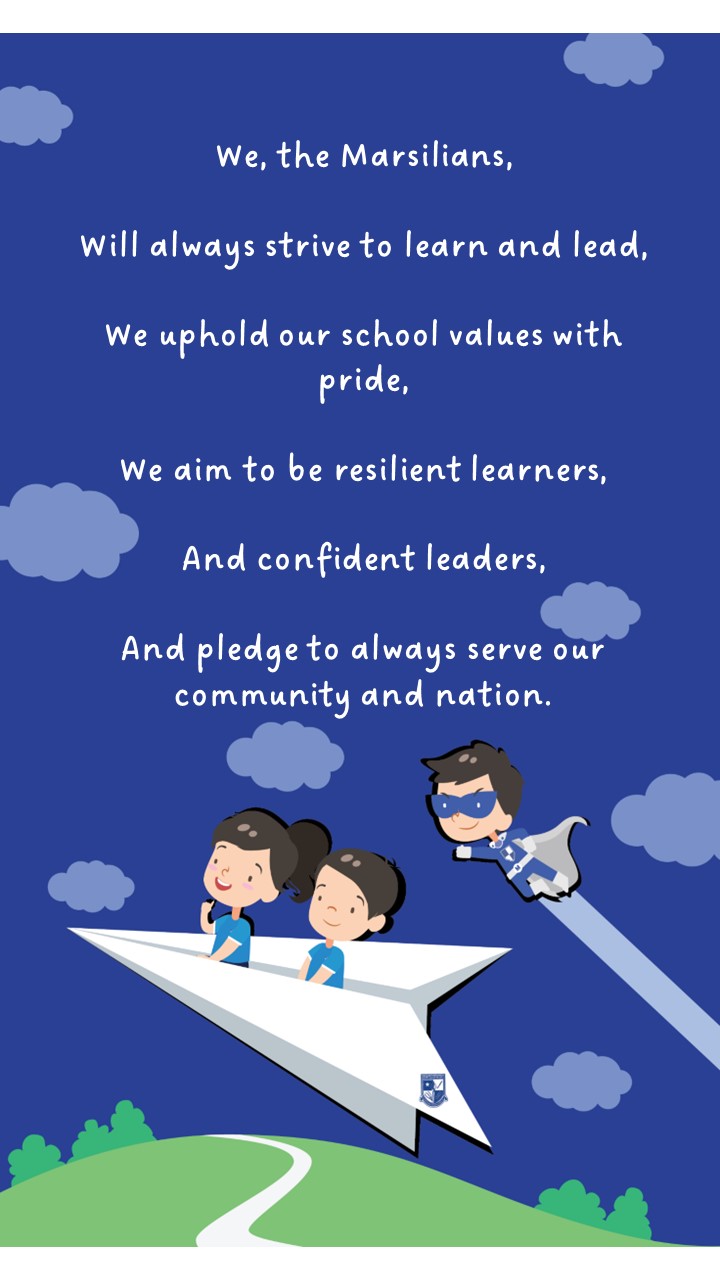 We, the Marsilians,
Will always strive to learn and lead,
We uphold our school values with
pride,
We aim to be resilient learners,
And confident leaders,
And pledge to always serve our
community and nation.